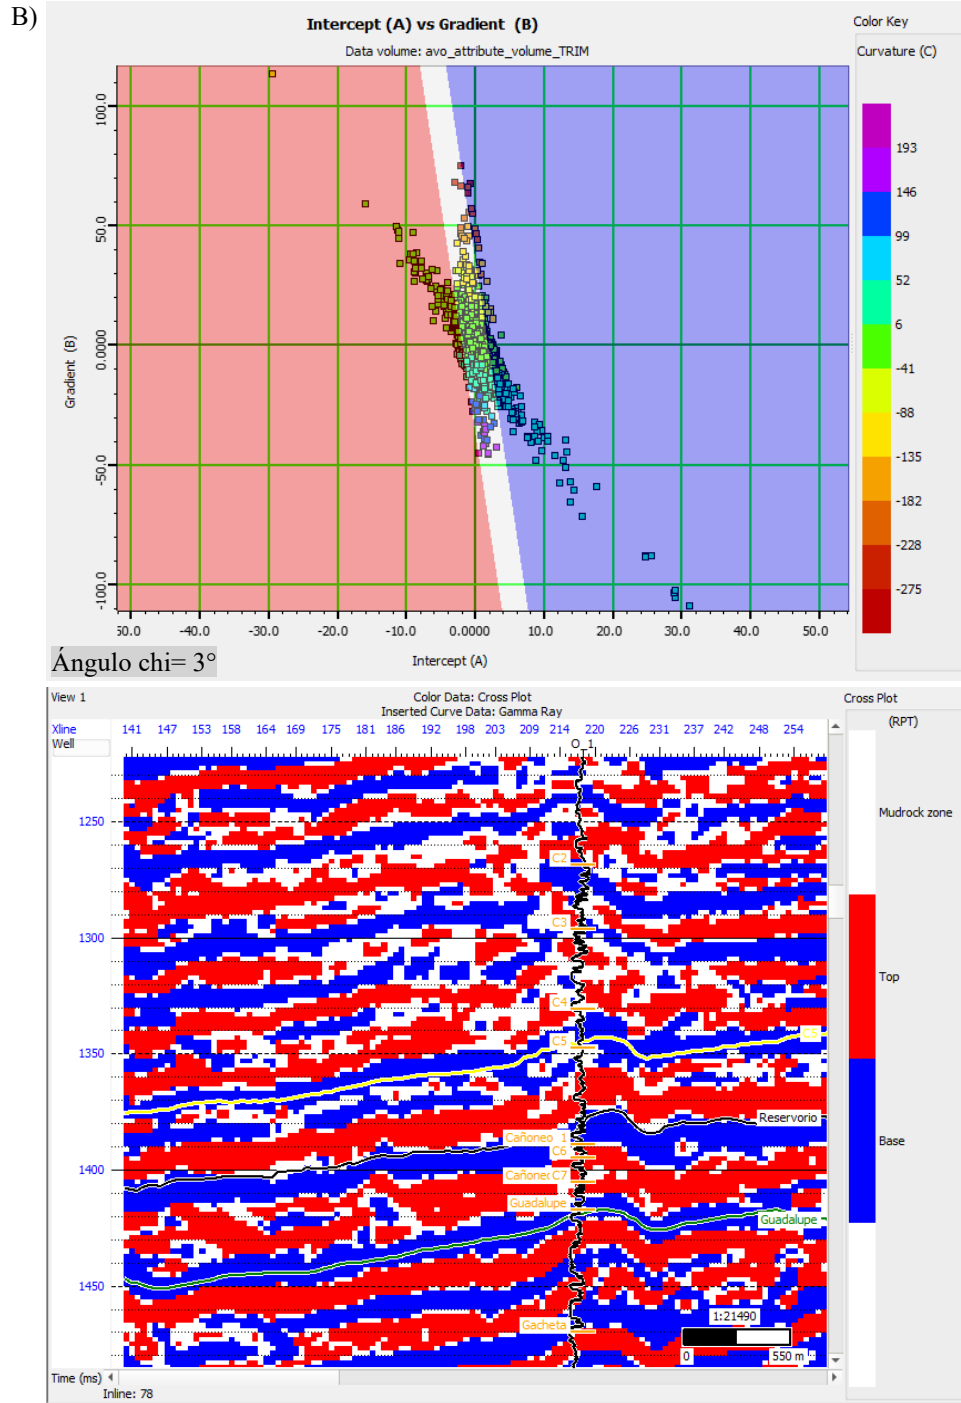 B)
Intercept (A) vs Gradient (B)
Data volume: avo_attribute_volume_TRIM
Color Key
Curvature (C)
193
146
99
52
6
-41
-88
-135
-182
-228
-275
Gradient (B)
100.0
50.0
0.0000
-50.0
-100.0
50.0 -40.0 -30.0 -20.0 -10.0 0.0000 10.0 20.0 30.0 40.0 50.0
Intercept (A)
Ángulo chi= 3°
View 1
Color Data: Cross Plot
Inserted Curve Data: Gamma Ray
Cross Plot
(RPT)
Xline 141 147 153 158 164 169 175 181 186 192 198 203 209 214 220 226 231 237 242 248 254
Well
1250
1300
1350
1400
1450
C2
C3
C4
C5
C5
Reservorio
Cañoneo 1
C6
C7
Guadalupe
Guadalupe
Gacheta
Mudrock zone
Top
Base
1:21490
0 550 m
Time (ms)
Inline: 78